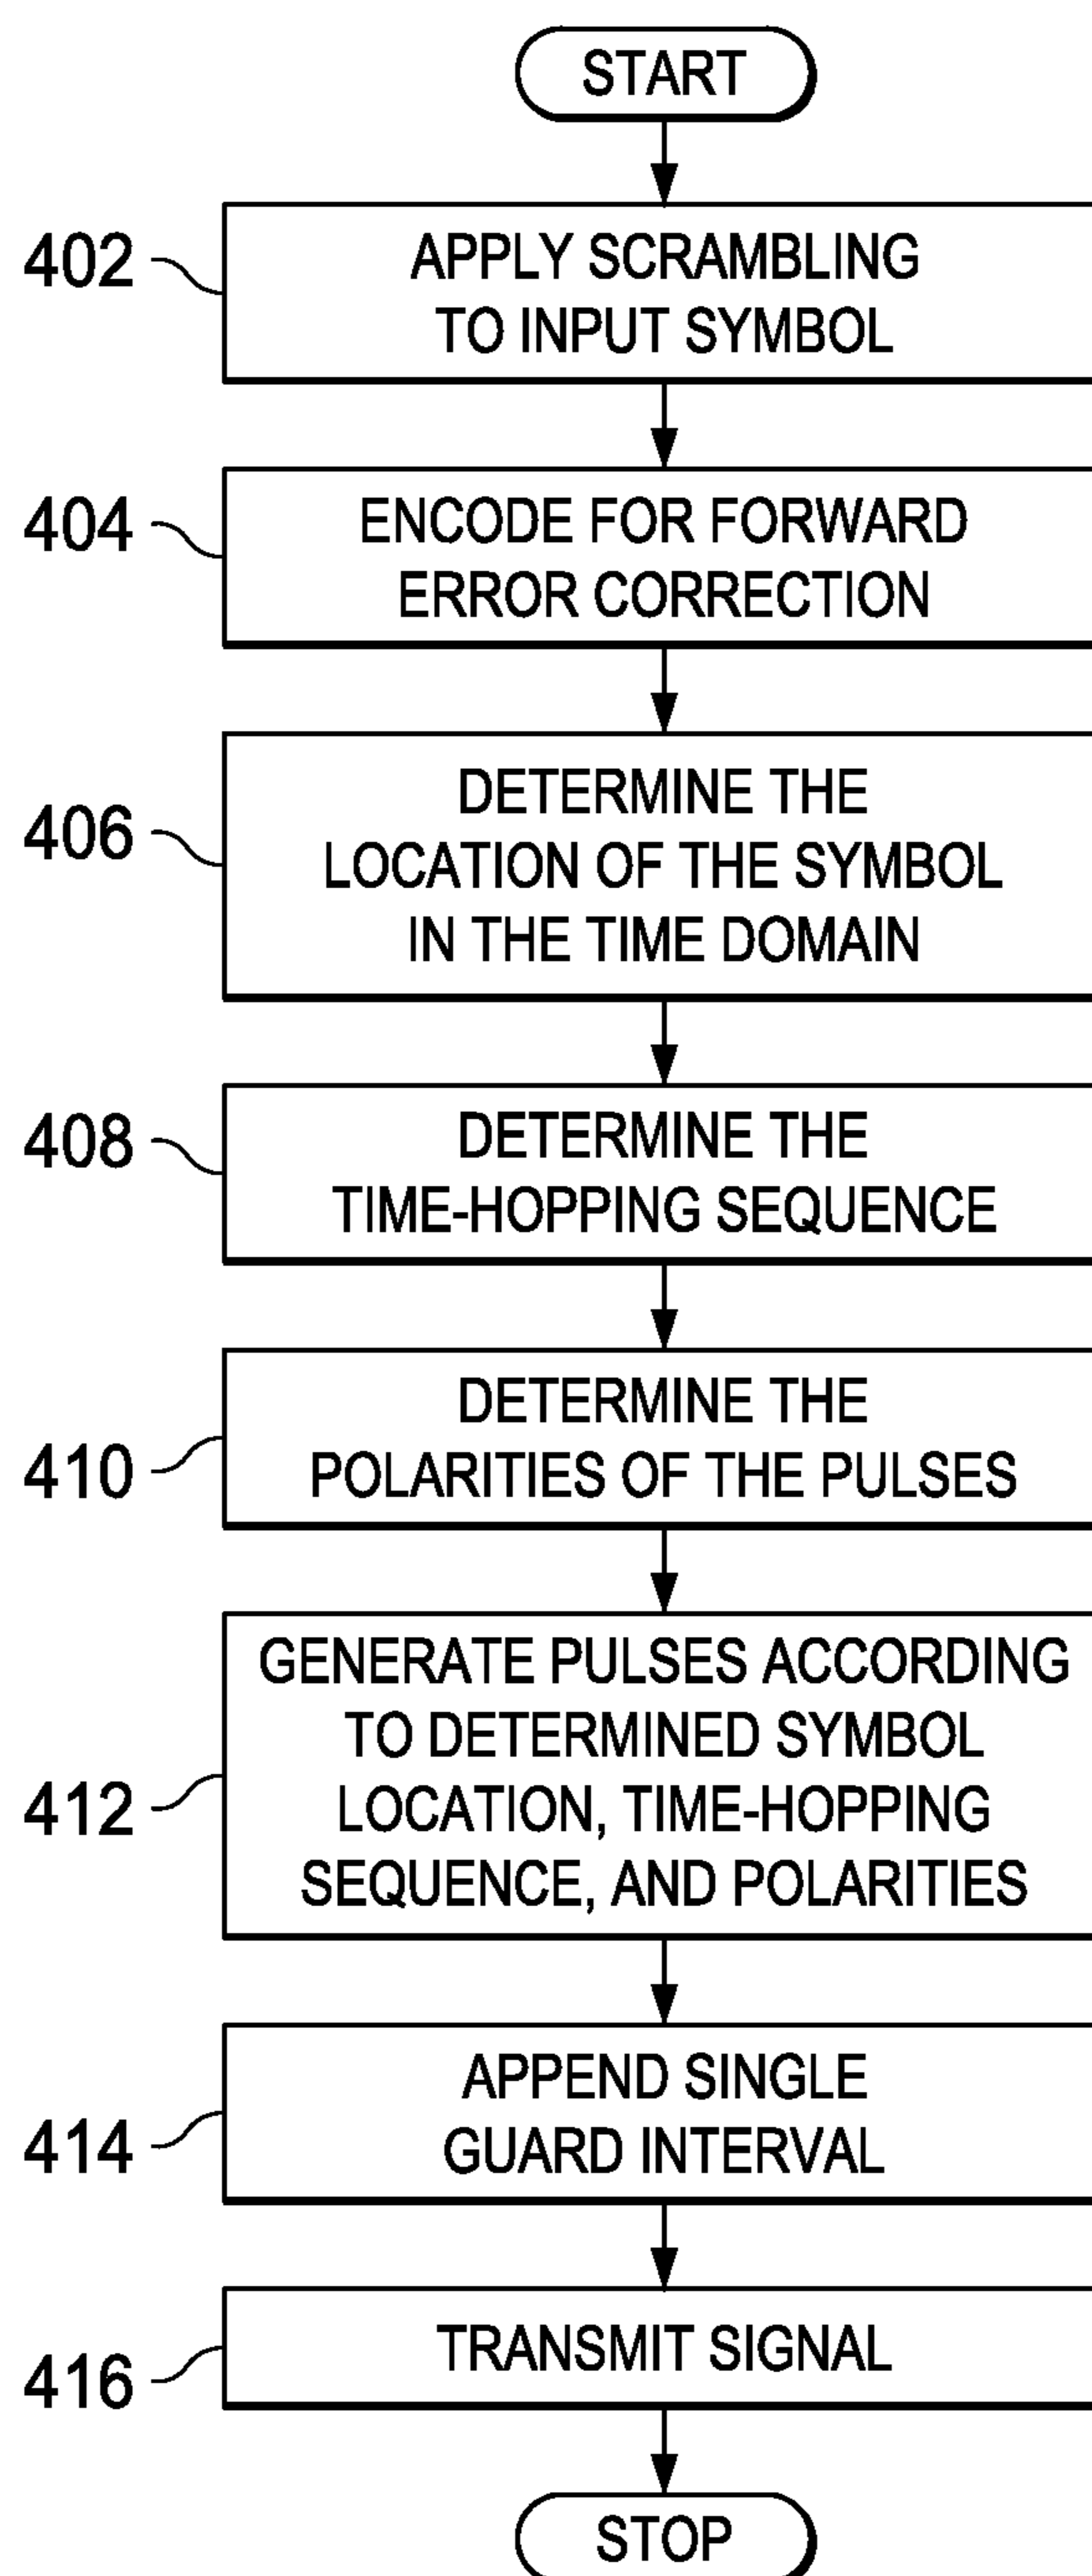 START
402
APPLY SCRAMBLING
TO INPUT SYMBOL
404
ENCODE FOR FORWARD
ERROR CORRECTION
406
DETERMINE THE
LOCATION OF THE SYMBOL
IN THE TIME DOMAIN
408
DETERMINE THE
TIME-HOPPING SEQUENCE
410
DETERMINE THE
POLARITIES OF THE PULSES
412
GENERATE PULSES ACCORDING
TO DETERMINED SYMBOL
LOCATION, TIME-HOPPING
SEQUENCE, AND POLARITIES
414
APPEND SINGLE
GUARD INTERVAL
416
TRANSMIT SIGNAL
STOP